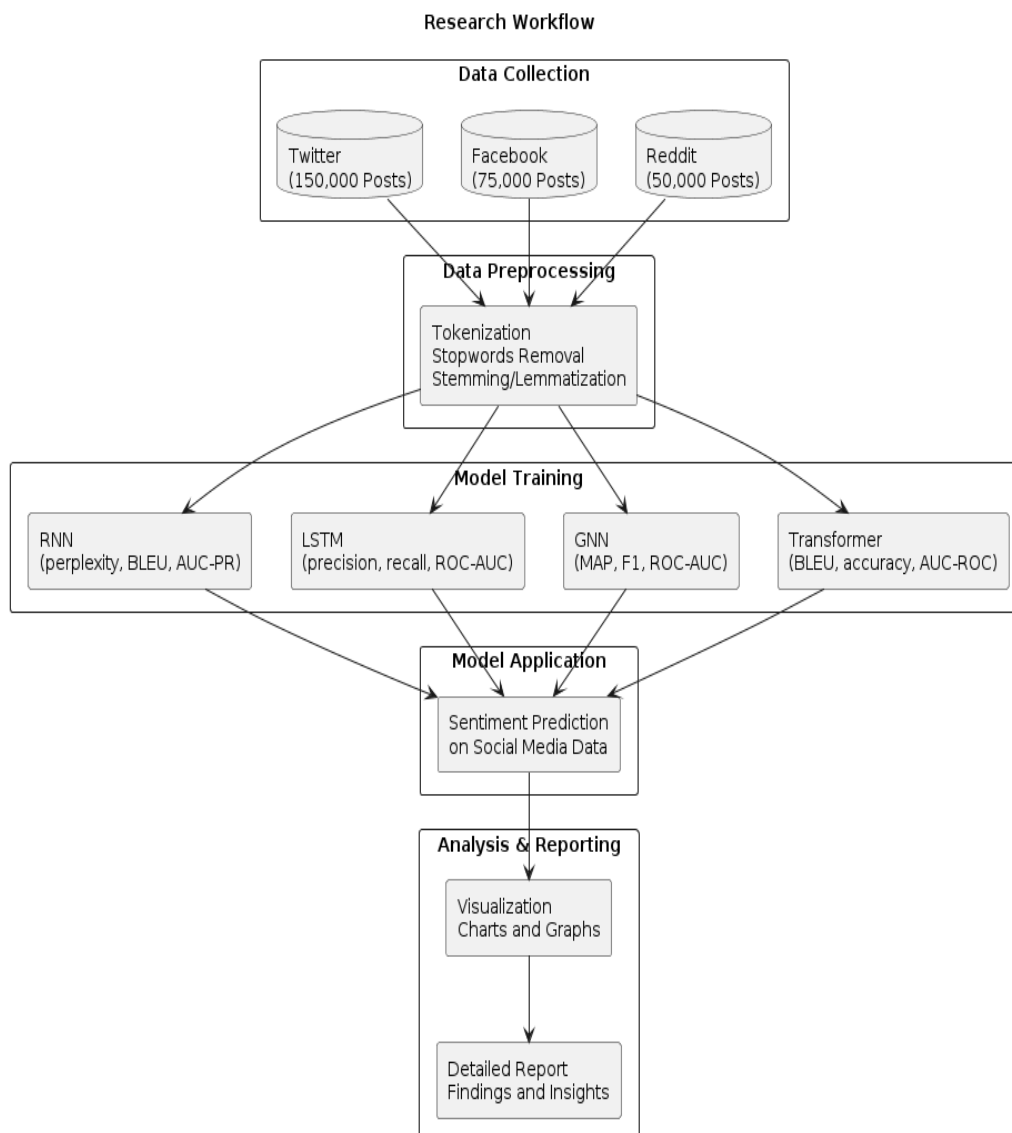 Research Workflow
Data Collection
Twitter
(150,000 Posts)
Facebook
(75,000 Posts)
Reddit
(50,000 Posts)
Data Preprocessing
Tokenization
Stopwords Removal
Stemming/Lemmatization
Model Training
RNN
(perplexity, BLEU, AUC-PR)
LSTM
(precision, recall, ROC-AUC)
GNN
(MAP, F1, ROC-AUC)
Transformer
(BLEU, accuracy, AUC-ROC)
Model Application
Sentiment Prediction
on Social Media Data
Analysis & Reporting
Visualization
Charts and Graphs
Detailed Report
Findings and Insights